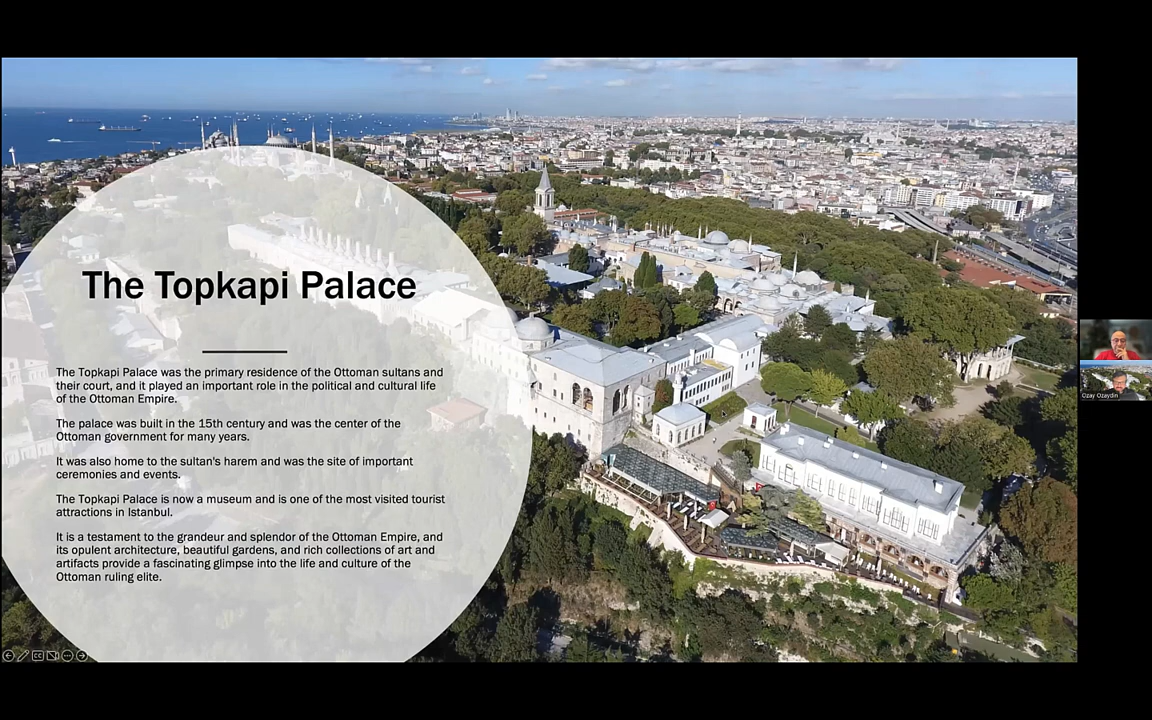 The Topkapi Palace
The Topkapi Palace was the primary residence of the Ottoman sultans and
their court, and it played an important role in the political and cultural life
of the Ottoman Empire.
The palace was built in the 15th century and was the center of the
Ottoman government for many years.
It was also home to the sultan's harem and was the site of important
ceremonies and events.
The Topkapi Palace is now a museum and is one of the most visited tourist
attractions in Istanbul.
It is a testament to the grandeur and splendor of the Ottoman Empire, and
its opulent architecture, beautiful gardens, and rich collections of art and
artifacts provide a fascinating glimpse into the life and culture of the
Ottoman ruling elite.
CC
Ozay Ozaydin